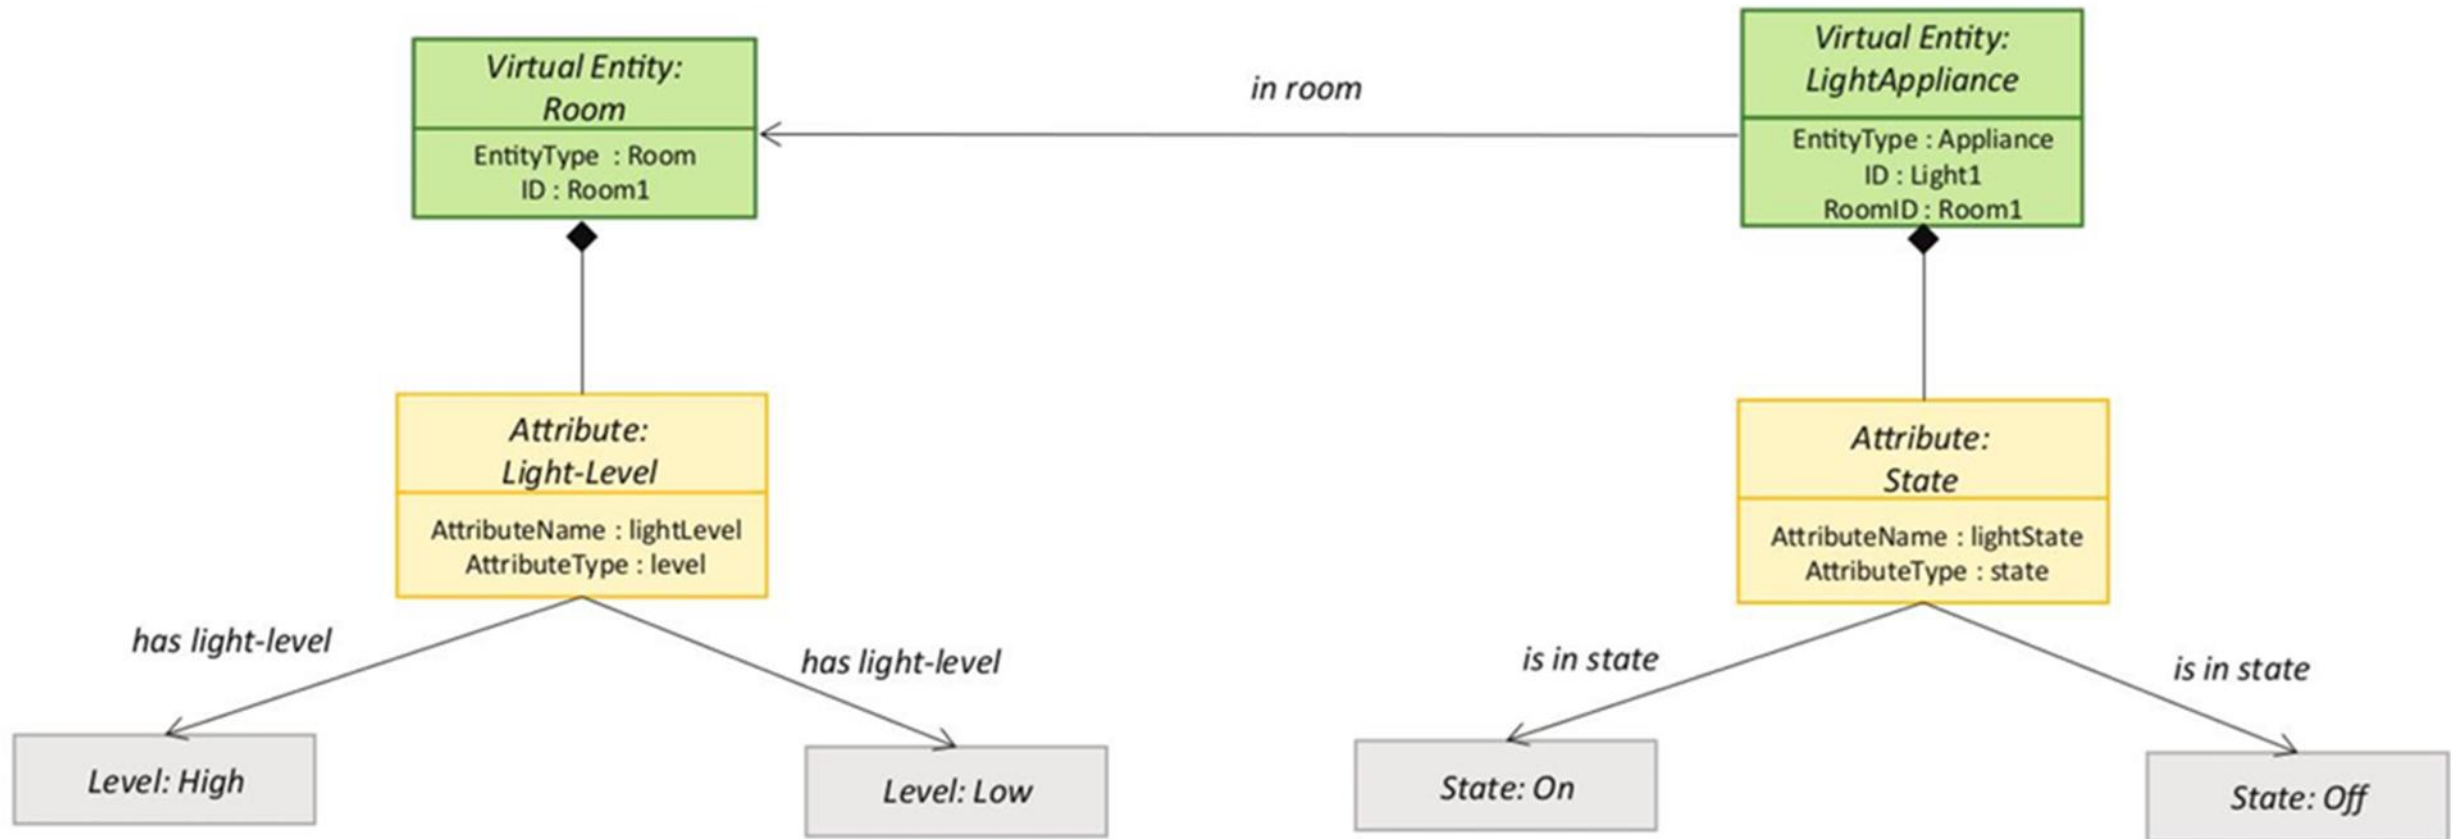 Virtual Entity:
Room
EntityType : Room
ID : Room1
in room
Virtual Entity:
LightAppliance
EntityType : Appliance
ID : Light1
RoomID : Room1
Attribute:
Light-Level
AttributeName : lightLevel
AttributeType : level
Attribute:
State
AttributeName : lightState
AttributeType : state
has light-level
has light-level
is in state
is in state
Level: High
Level: Low
State: On
State: Off